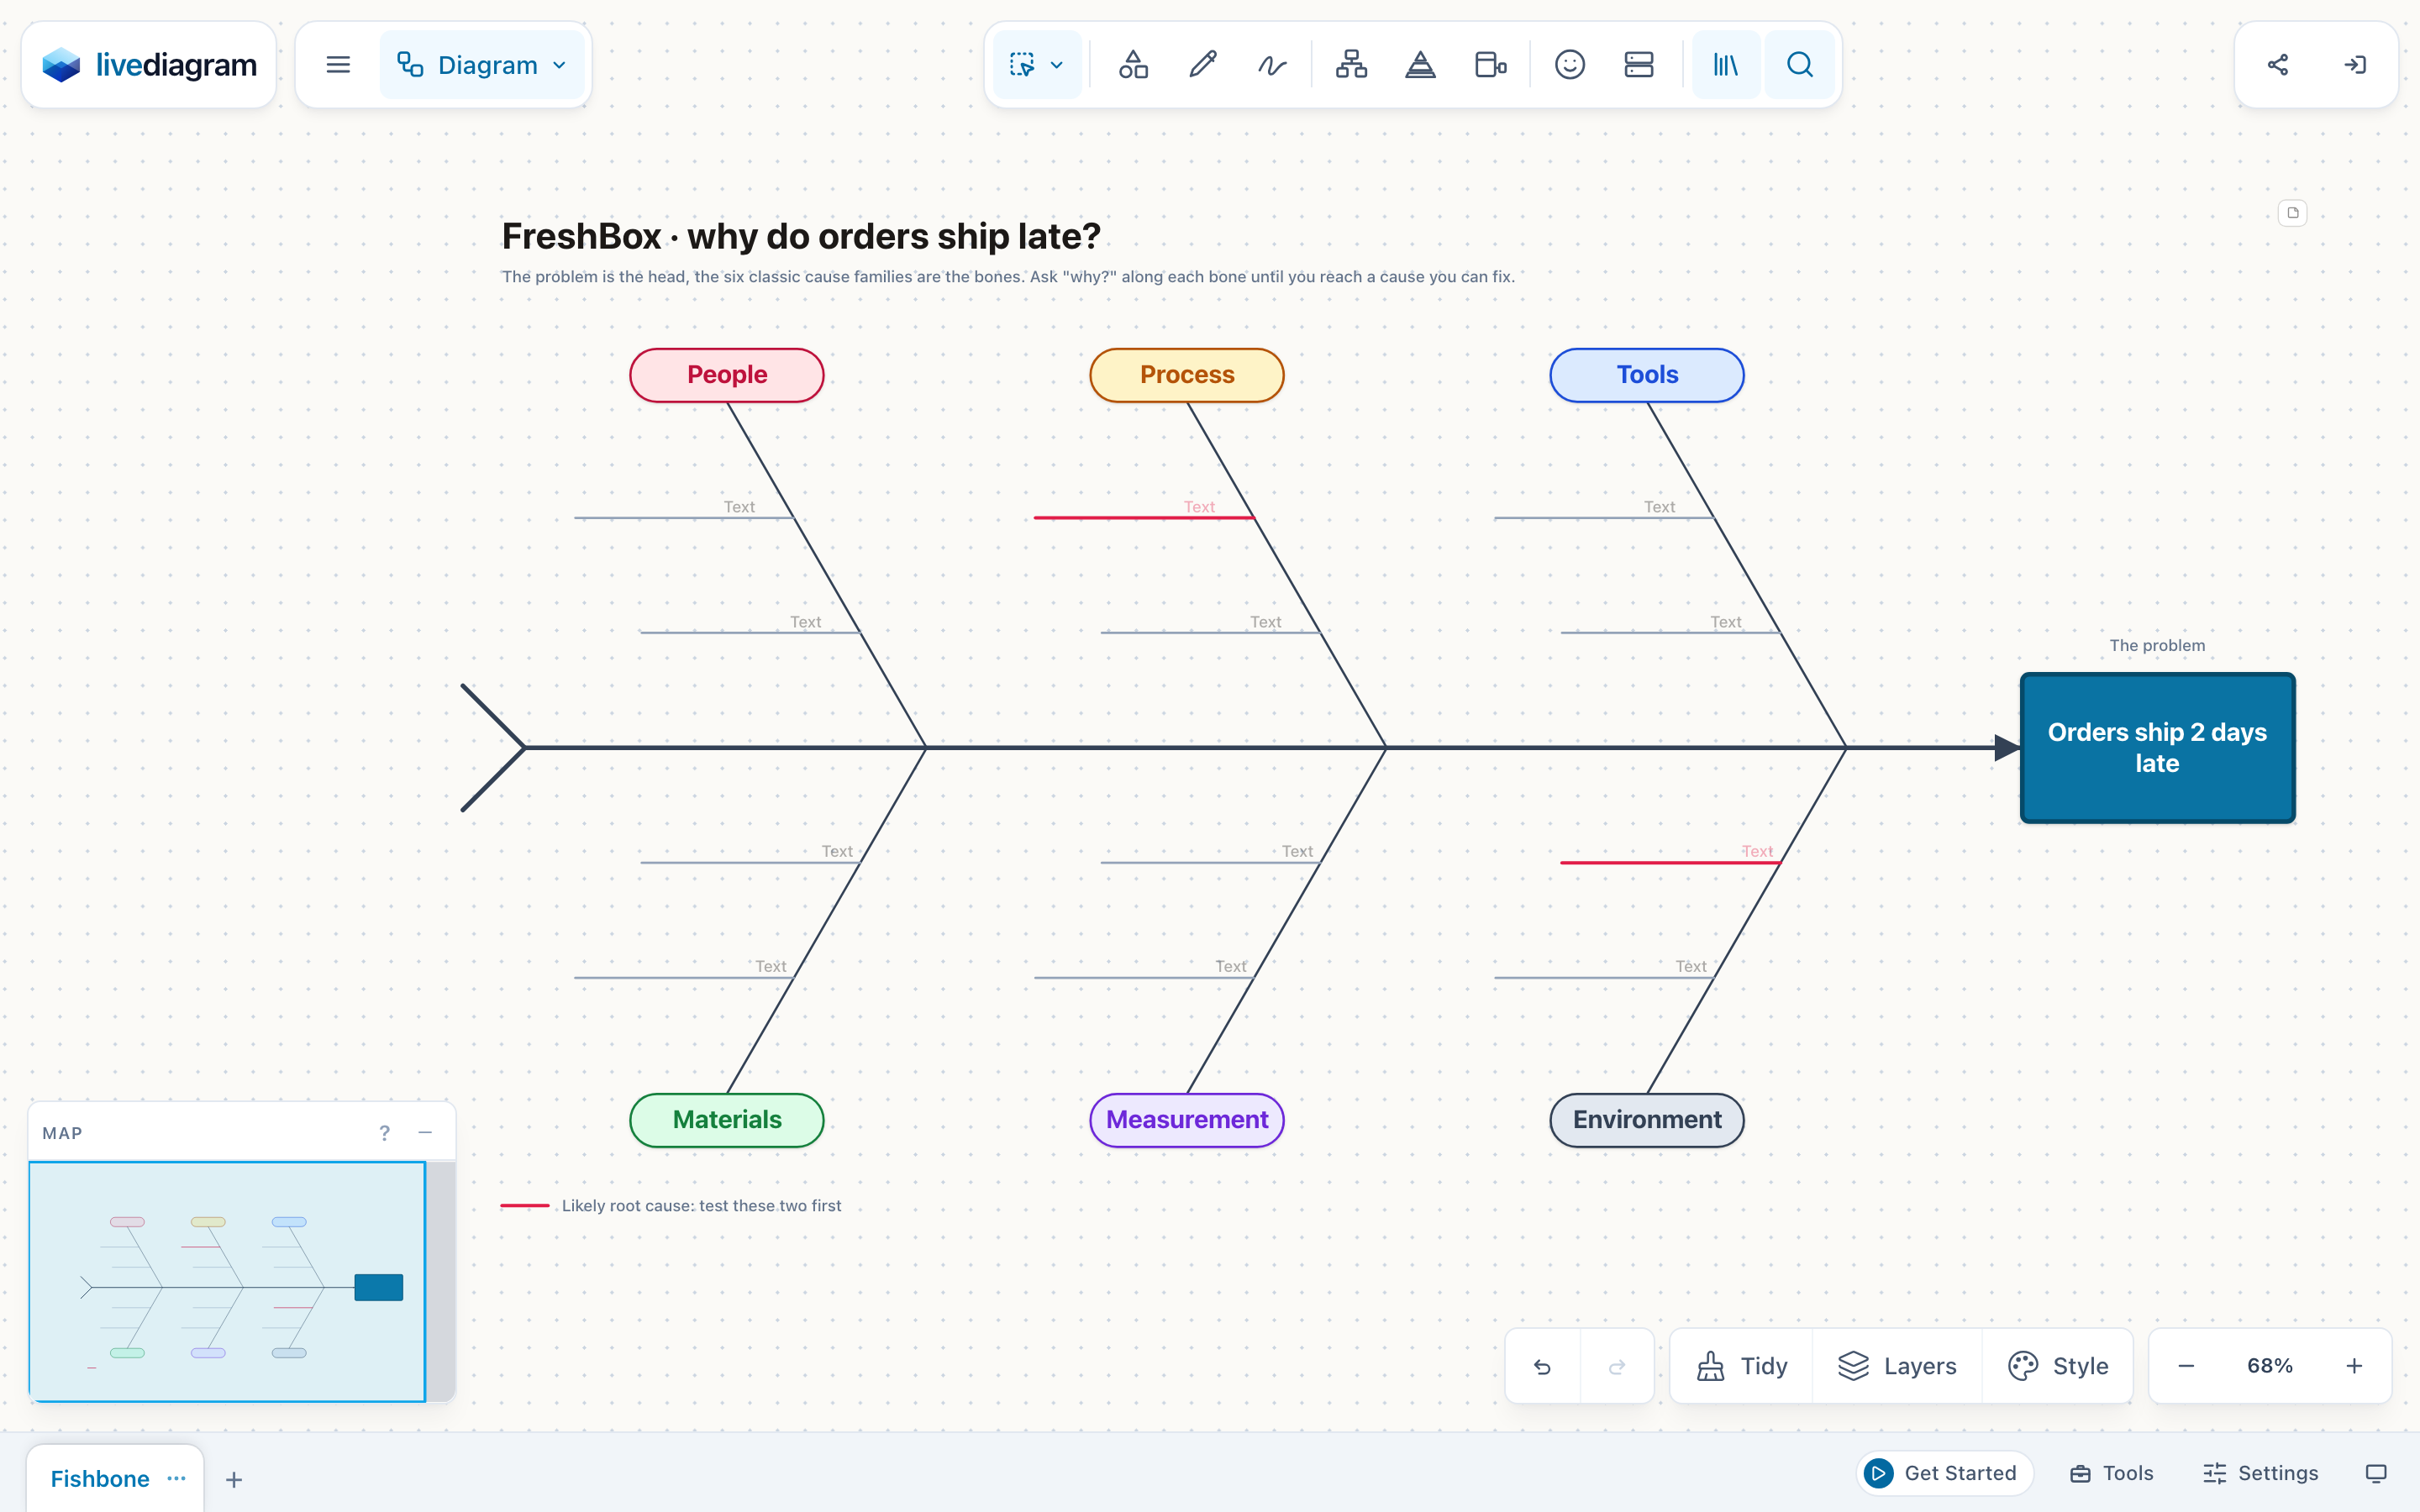 livediagram
Diagram
FreshBox · why do orders ship late?
The problem is the head, the six classic cause families are the bones. Ask "why?" along each bone until you reach a cause you can fix.
People
Process
Tools
Text
Text
Text
Text
Text
Text
The problem
Orders ship 2 days
late
Text
Text
Text
Text
Text
Text
Materials
Measurement
Environment
MAP
?
Likely root cause: test these two first
Tidy
Layers
Style
68%
Fishbone
Get Started
Tools
Settings